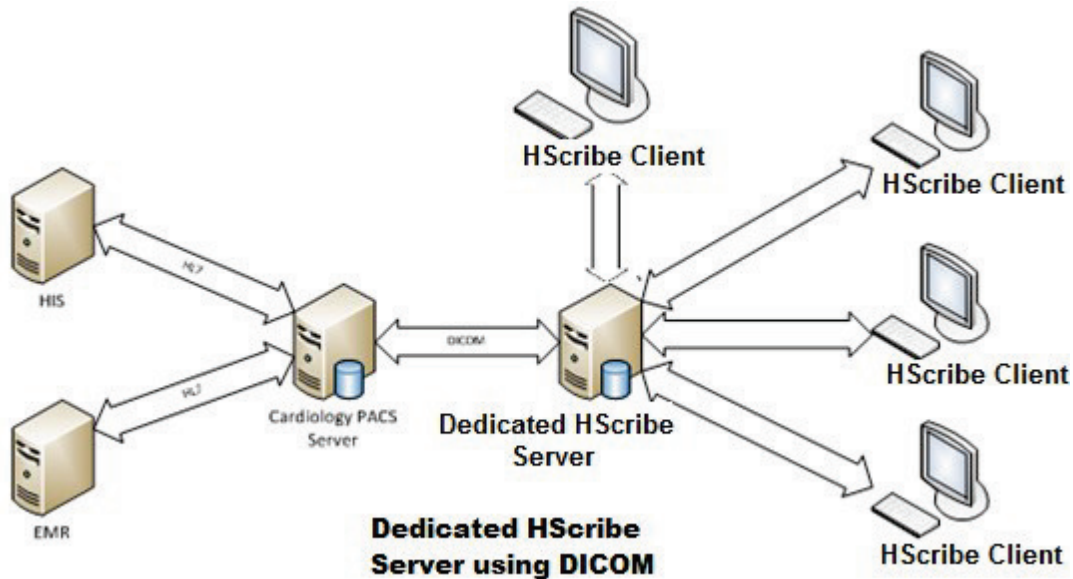 HScribe Client
HScribe Client
HIS
HL7
DICOM
HL7
Cardiology PACS
Server
Dedicated HScribe
Server
HScribe Client
EMR
Dedicated HScribe
Server using DICOM
HScribe Client